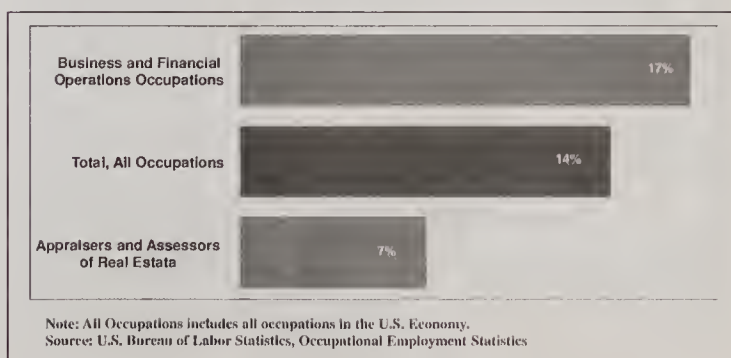 Business and Financial
Operations Occupations
17%
Total, All Occupations
14%
Appraisers and Assessors
of Real Estata
7%
Note: All Occupations includes all occupations in the U.S. Economy.
Source: U.S. Bureau of Labor Statistics, Occupational Employment Statistics